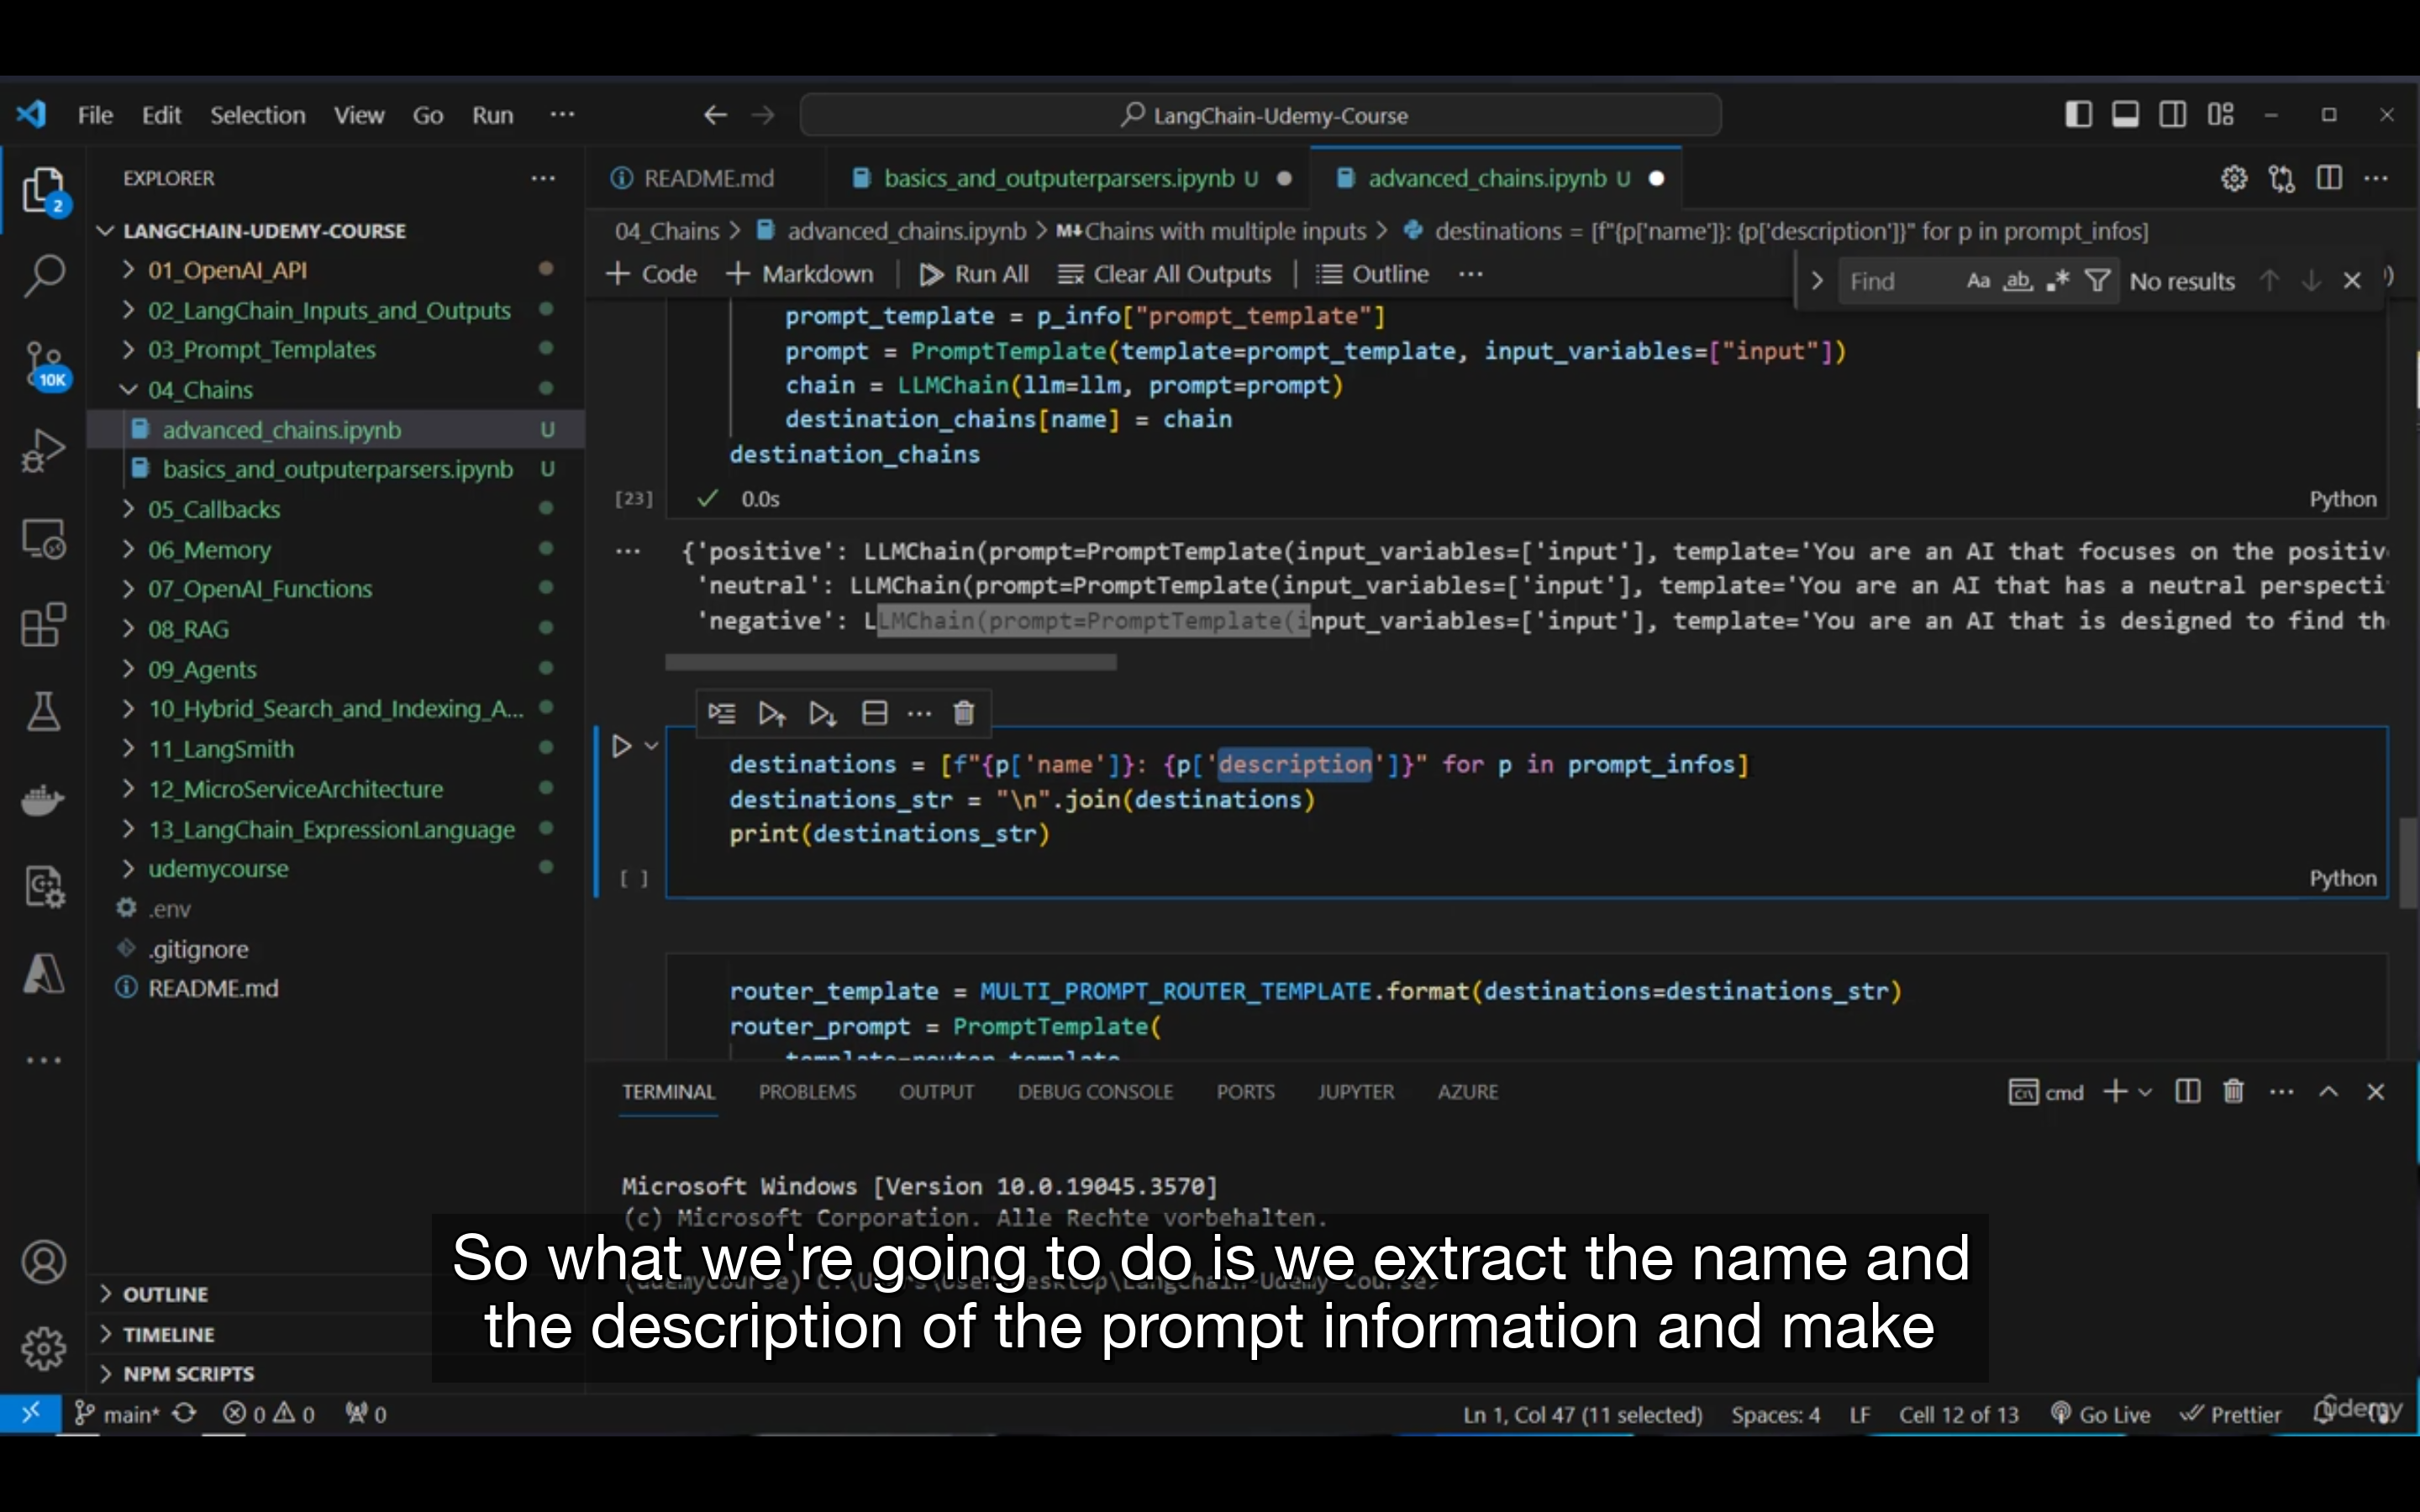 File Edit Selection View Go Run ...
LangChain-Udemy-Course
EXPLORER
2
10K
LANGCHAIN-UDEMY-COURSE
01_OpenAI_API
02_LangChain_Inputs_and_Outputs
03_Prompt_Templates
04_Chains
advanced_chains.ipynb U
basics_and_outputerparsers.ipynb U
05_Callbacks
06_Memory
07_OpenAI_Functions
08_RAG
09_Agents
10_Hybrid_Search_and_Indexing_A...
11_LangSmith
12_MicroServiceArchitecture
13_LangChain_ExpressionLanguage
udemycourse
.env
.gitignore
README.md
OUTLINE
TIMELINE
NPM SCRIPTS
README.md basics_and_outputerparsers.ipynb U advanced_chains.ipynb U
04_Chains > advanced_chains.ipynb > M↓Chains with multiple inputs > destinations = [f"{p['name']}: {p['description']}" for p in prompt_infos]
+ Code + Markdown | Run All Clear All Outputs | Outline ...
Find Aa ab .* No results
prompt_template = p_info["prompt_template"]
prompt = PromptTemplate(template=prompt_template, input_variables=["input"])
chain = LLMChain(llm=llm, prompt=prompt)
destination_chains[name] = chain
destination_chains
[23] ✓ 0.0s Python
... {'positive': LLMChain(prompt=PromptTemplate(input_variables=['input'], template='You are an AI that focuses on the positiv
'neutral': LLMChain(prompt=PromptTemplate(input_variables=['input'], template='You are an AI that has a neutral perspecti
'negative': LLMChain(prompt=PromptTemplate(input_variables=['input'], template='You are an AI that is designed to find th
destinations = [f"{p['name']}: {p['description']}" for p in prompt_infos]
destinations_str = "\n".join(destinations)
print(destinations_str)
[ ] Python
router_template = MULTI_PROMPT_ROUTER_TEMPLATE.format(destinations=destinations_str)
router_prompt = PromptTemplate(
template=router_template
TERMINAL PROBLEMS OUTPUT DEBUG CONSOLE PORTS JUPYTER AZURE
cmd
Microsoft Windows [Version 10.0.19045.3570]
(c) Microsoft Corporation. Alle Rechte vorbehalten.
(udemycourse) C:\Users\User\Desktop\LangChain-Udemy-Course>
So what we're going to do is we extract the name and
the description of the prompt information and make
main* 0 0 0
Ln 1, Col 47 (11 selected) Spaces: 4 LF Cell 12 of 13 Go Live Prettier
udemy